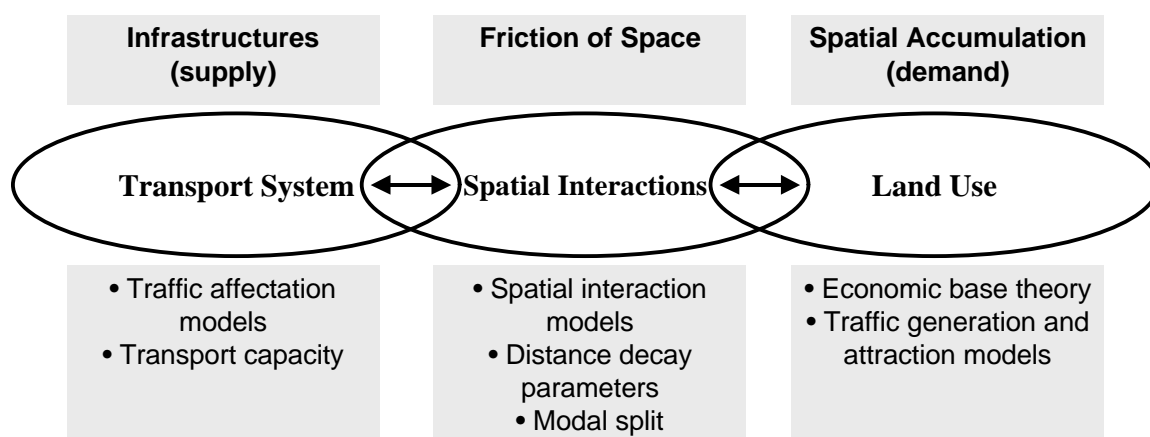 Infrastructures
(supply)
Friction of Space
Spatial Accumulation
(demand)
Transport System
Spatial Interactions
Land Use
• Traffic affectation
models
• Transport capacity
• Spatial interaction
models
• Distance decay
parameters
• Modal split
• Economic base theory
• Traffic generation and
attraction models